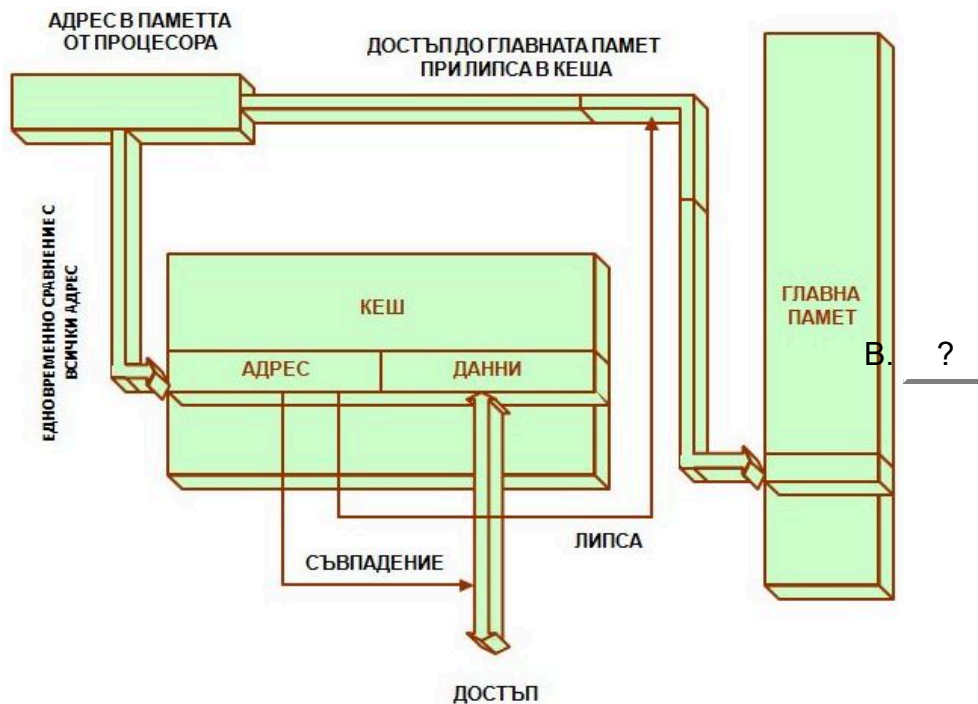 АДРЕС В ПАМЕТТА
ОТ ПРОЦЕСОРА
ДОСТЪП ДО ГЛАВНАТА ПАМЕТ
ПРИ ЛИПСА В КЕША
ЕДНОВРЕМЕННО СРАВНЕНИЕ С
ВСИЧКИ АДРЕС
КЕШ
АДРЕС
ДАННИ
ГЛАВНА
ПАМЕТ
В. ?
ЛИПСА
СЪВПАДЕНИЕ
ДОСТЪП